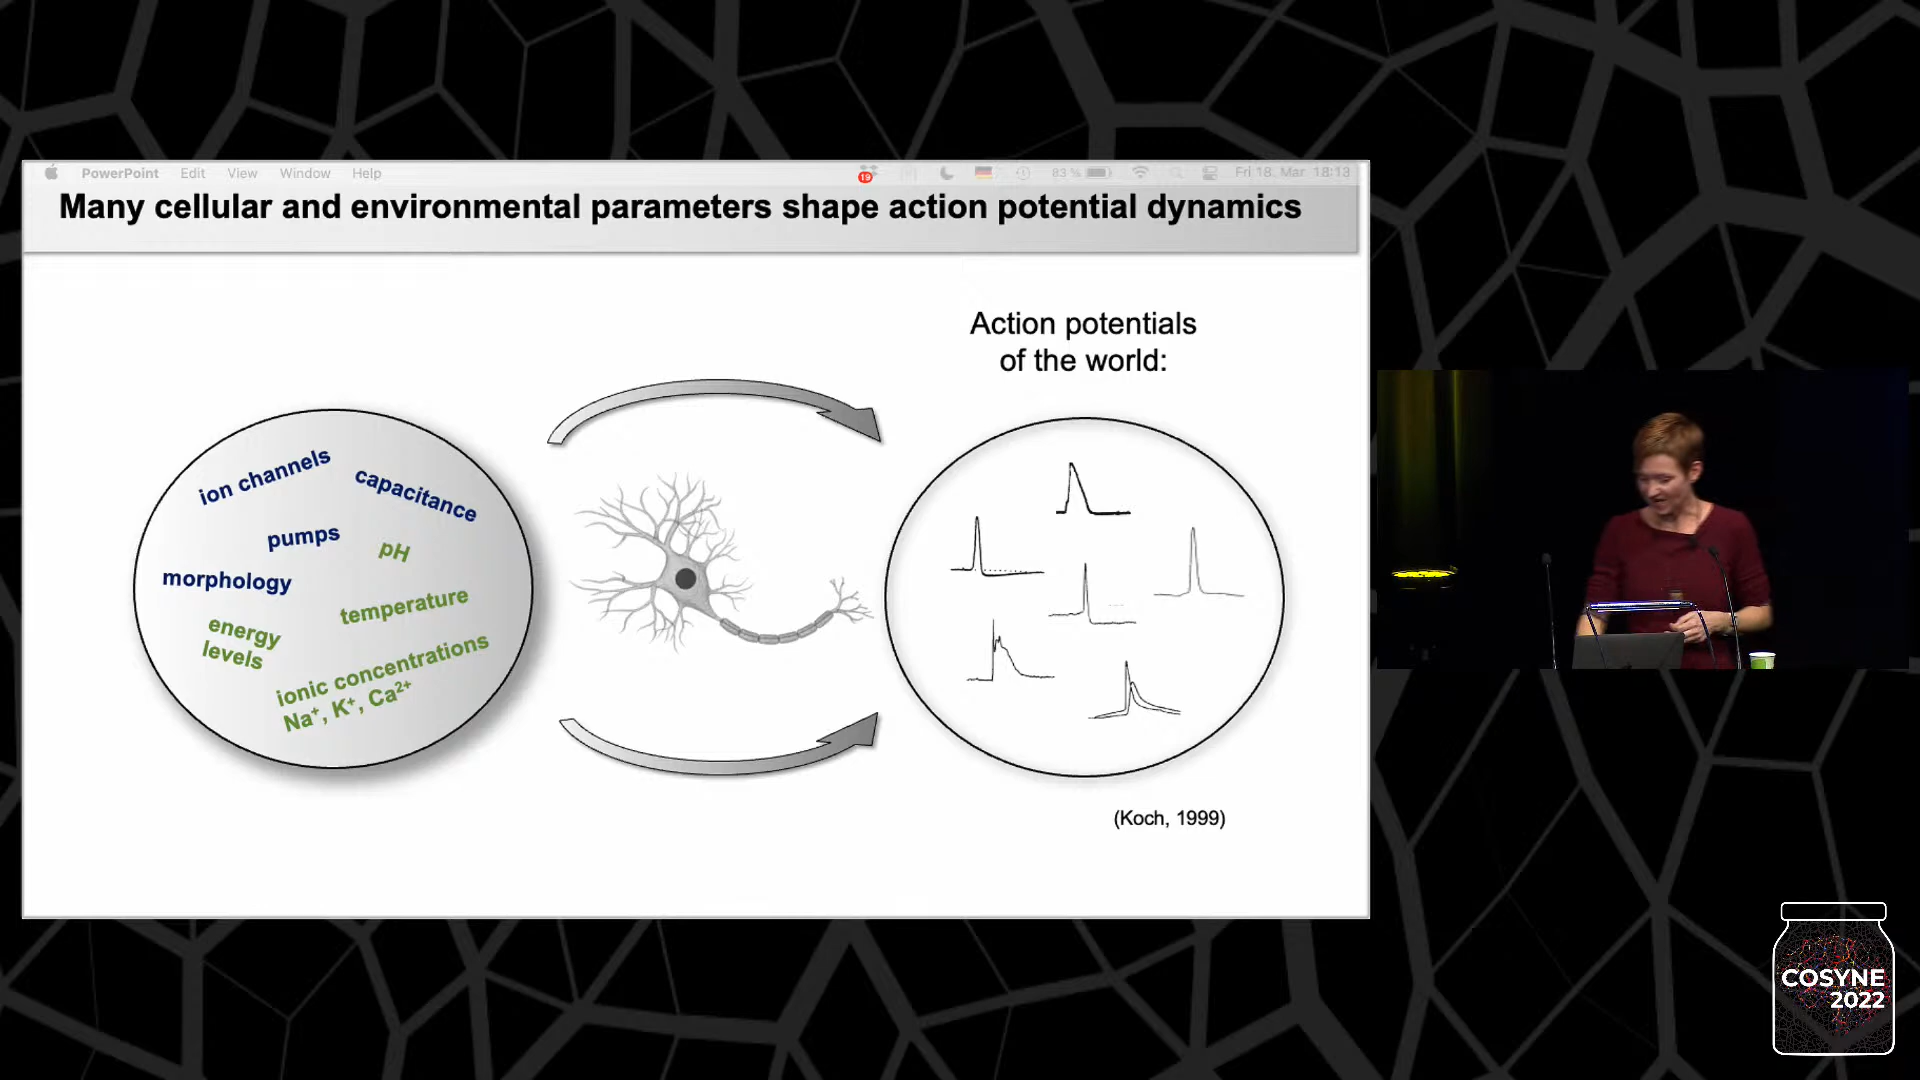 PowerPoint Edit View Window Help 19 83 % Fri 18. Mar 18:13
Many cellular and environmental parameters shape action potential dynamics
Action potentials
of the world:
ion channels
capacitance
pumps
pH
morphology
temperature
energy
levels
ionic concentrations
Na⁺, K⁺, Ca²⁺
(Koch, 1999)
COSYNE
2022